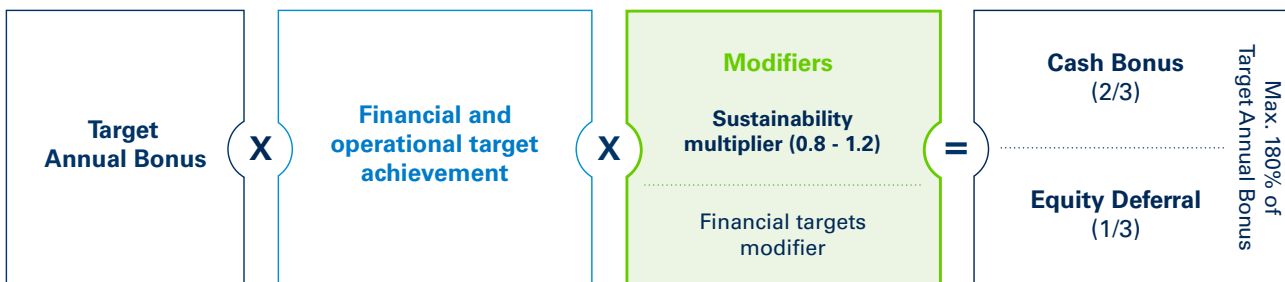 Target
Annual Bonus
X
Financial and
operational target
achievement
X
Modifiers
Sustainability
multiplier (0.8 - 1.2)
Financial targets
modifier
=
Cash Bonus
(2/3)
Equity Deferral
(1/3)
Max. 180% of
Target Annual Bonus